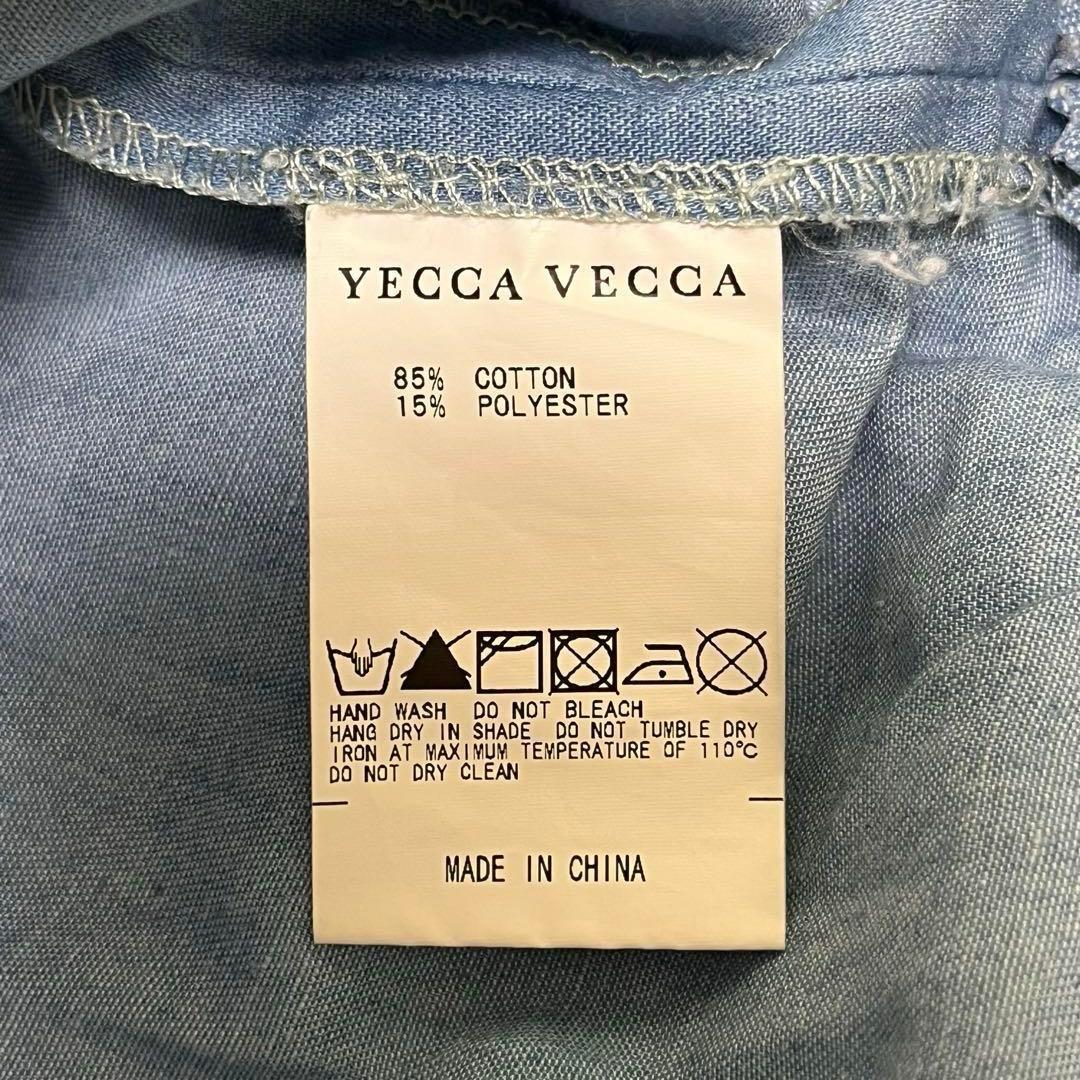 YECCA VECCA
85% COTTON
15% POLYESTER
HAND WASH DO NOT BLEACH
HANG DRY IN SHADE DO NOT TUMBLE DRY
IRON AT MAXIMUM TEMPERATURE OF 110°C
DO NOT DRY CLEAN
MADE IN CHINA